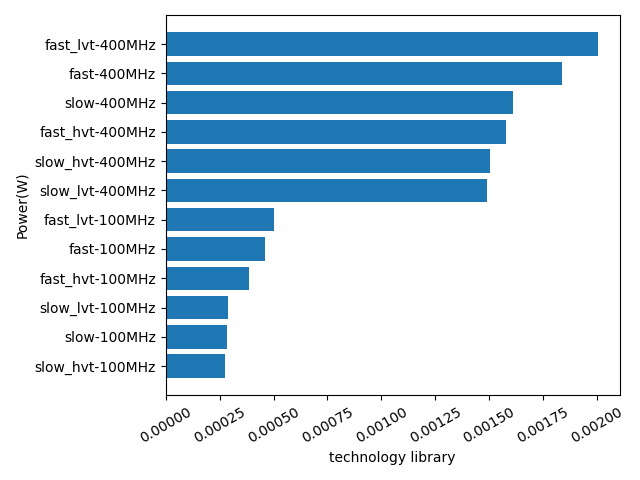 fast_lvt-400MHz
fast-400MHz
slow-400MHz
fast_hvt-400MHz
slow_hvt-400MHz
slow_lvt-400MHz
fast_lvt-100MHz
fast-100MHz
fast_hvt-100MHz
slow_lvt-100MHz
slow-100MHz
slow_hvt-100MHz
Power(W)
0.00000 0.00025 0.00050 0.00075 0.00100 0.00125 0.00150 0.00175 0.00200
technology library